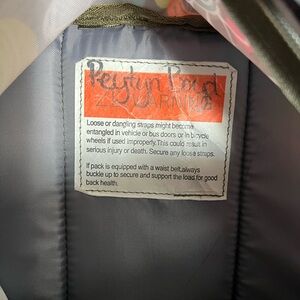 Peytyn Boyd
WARNING
Loose or dangling straps might become
entangled in vehicle or bus doors or in bicycle
wheels if used improperly. This could result in
serious injury or death. Secure any loose straps.
If pack is equipped with a waist belt,always
buckle up to secure and support the load for good
back health.